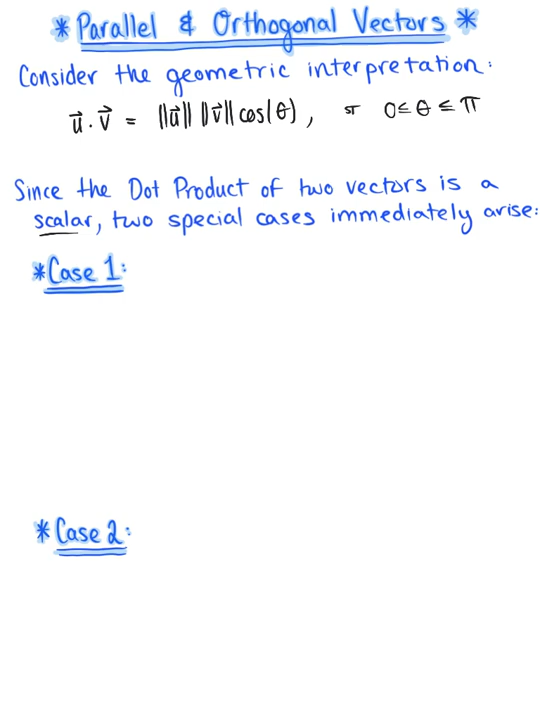 * Parallel & Orthogonal Vectors *
Consider the geometric interpretation:
u⃗ · v⃗ = ||u⃗|| ||v⃗|| cos(θ), st 0 ≤ θ ≤ π
Since the Dot Product of two vectors is a
scalar, two special cases immediately arise:
* Case 1:
* Case 2: